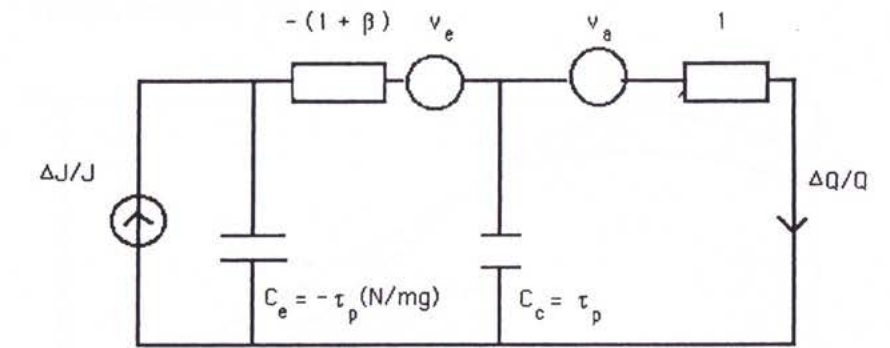 -(1 + β) v_e v_a 1
ΔJ/J ΔQ/Q
C_e = -τ_p(N/mg) C_c = τ_p